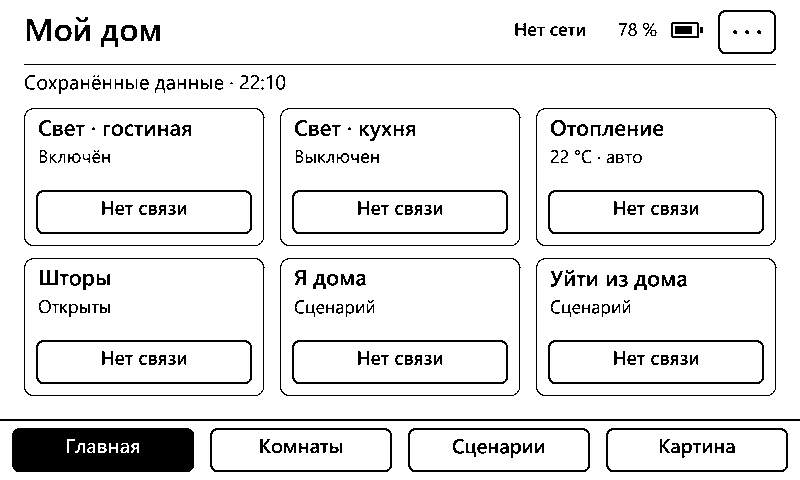 Мой дом
Нет сети 78 % ...
Сохранённые данные · 22:10
Свет · гостиная
Включён
Нет связи
Свет · кухня
Выключен
Нет связи
Отопление
22 °C · авто
Нет связи
Шторы
Открыты
Нет связи
Я дома
Сценарий
Нет связи
Уйти из дома
Сценарий
Нет связи
Главная
Комнаты
Сценарии
Картина